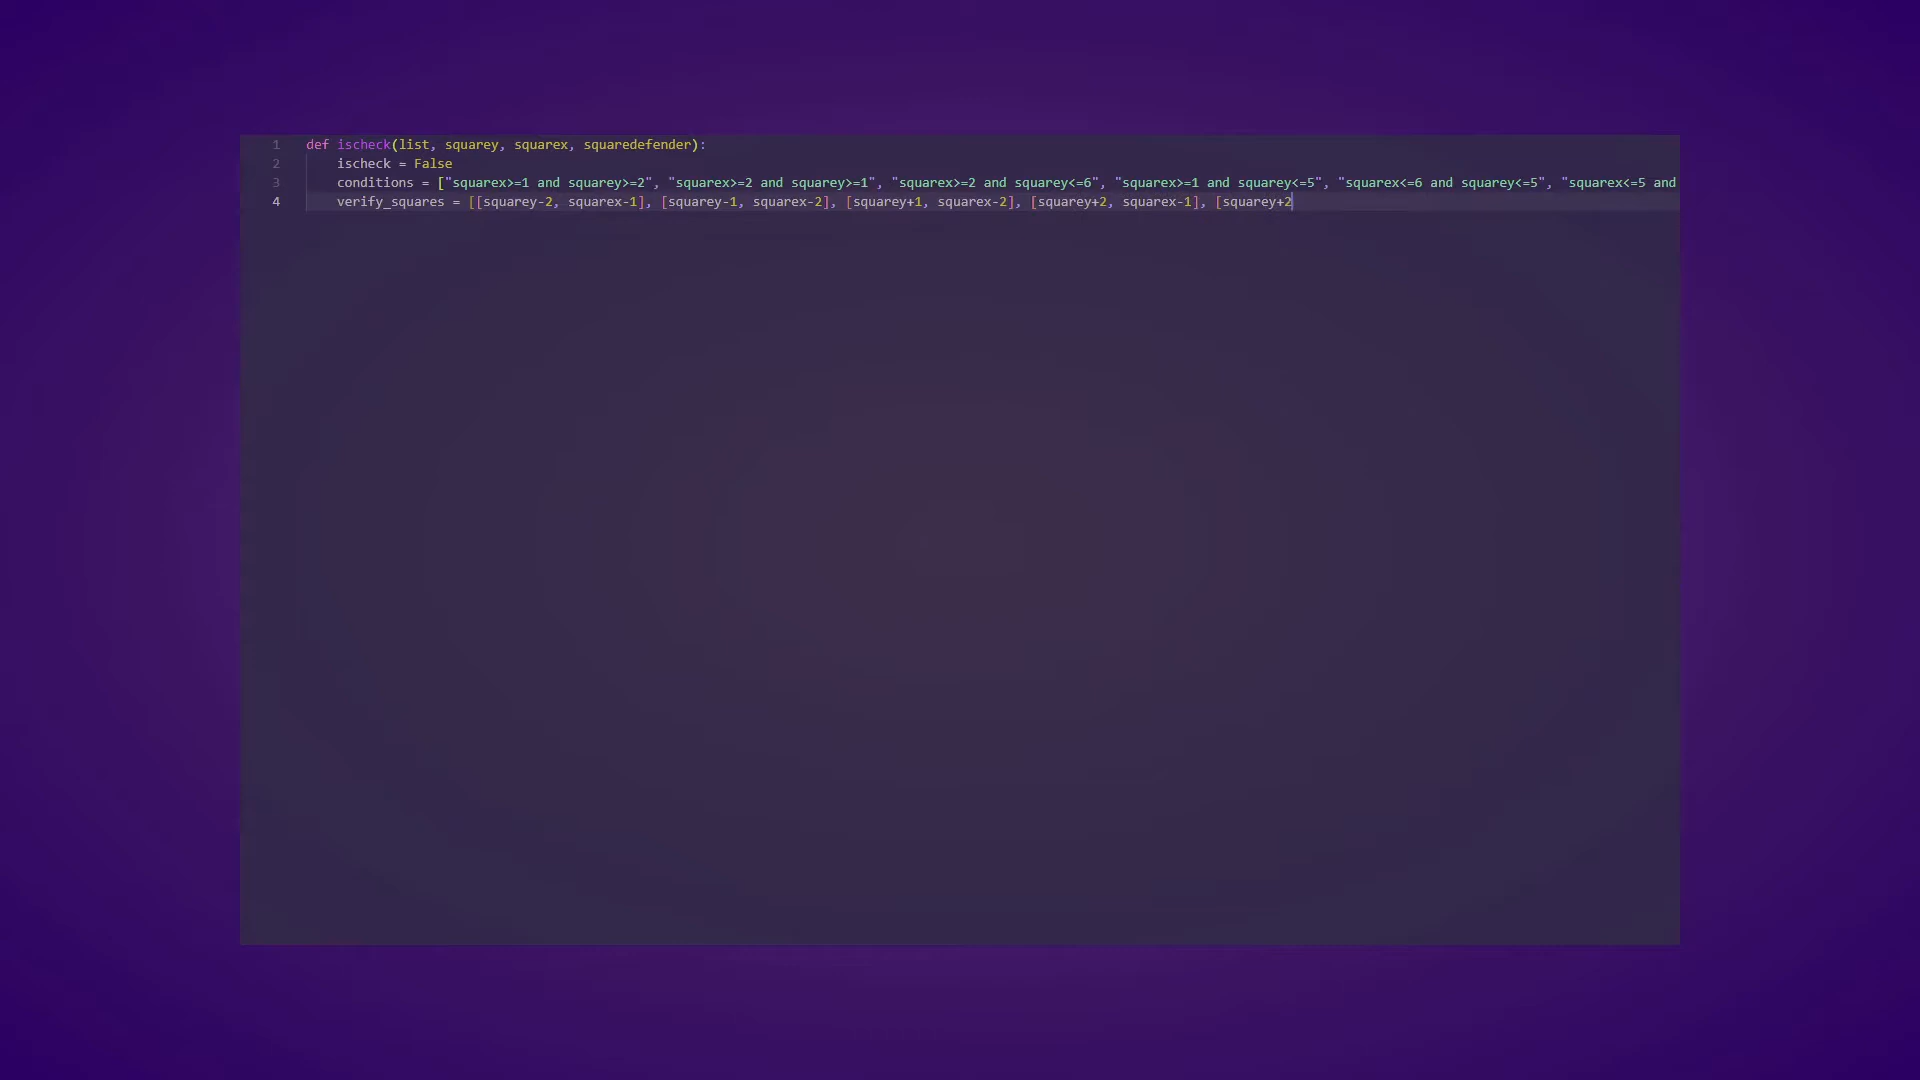 1 def ischeck(list, squarey, squarex, squaredefender):
2 ischeck = False
3 conditions = ["squarex>=1 and squarey>=2", "squarex>=2 and squarey>=1", "squarex>=2 and squarey<=6", "squarex>=1 and squarey<=5", "squarex<=6 and squarey<=5", "squarex<=5 and
4 verify_squares = [[squarey-2, squarex-1], [squarey-1, squarex-2], [squarey+1, squarex-2], [squarey+2, squarex-1], [squarey+2